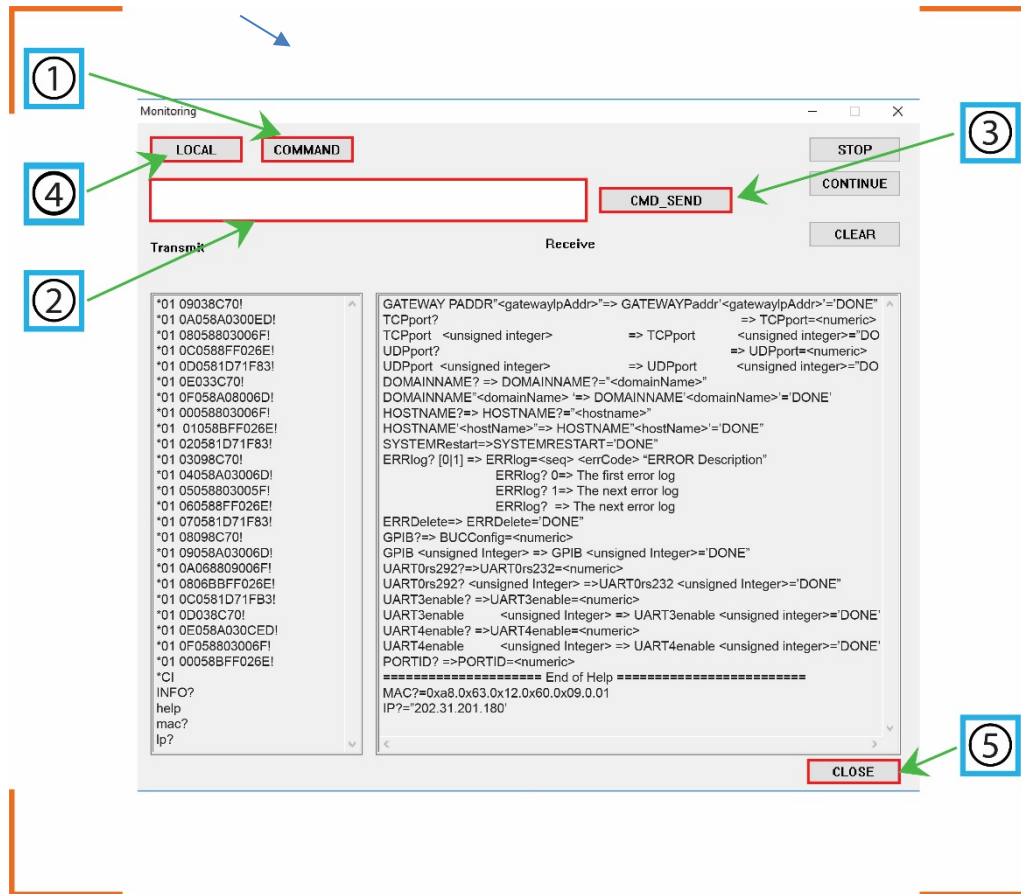 ①
Monitoring
③
LOCAL COMMAND STOP
④
CONTINUE
CMD_SEND
CLEAR
Transmit Receive
②
*01 09038C70!
*01 0A058A0300ED!
*01 08058803006F!
*01 0C0588FF026E!
*01 0D0581D71F83!
*01 0E033C70!
*01 0F058A08006D!
*01 00058803006F!
*01 01058BFF026E!
*01 020581D71F83!
*01 03098C70!
*01 04058A03006D!
*01 05058803005F!
*01 060588FF026E!
*01 070581D71F83!
*01 08098C70!
*01 09058A03006D!
*01 0A068809006F!
*01 0806BBFF026E!
*01 0C0581D71FB3!
*01 0D038C70!
*01 0E058A030CED!
*01 0F058803006F!
*01 00058BFF026E!
*CI
INFO?
help
mac?
Ip?
GATEWAY PADDR"<gatewayIpAddr>"=> GATEWAYPaddr'<gatewayIpAddr>'='DONE"
TCPport? => TCPport=<numeric>
TCPport <unsigned integer> => TCPport <unsigned integer>="DO
UDPport? => UDPport=<numeric>
UDPport <unsigned integer> => UDPport <unsigned integer>="DO
DOMAINNAME? => DOMAINNAME?="<domainName>"
DOMAINNAME"<domainName> '=> DOMAINNAME'<domainName>'='DONE'
HOSTNAME?=> HOSTNAME?="<hostname>"
HOSTNAME'<hostName>"=> HOSTNAME"<hostName>'='DONE"
SYSTEMRestart=>SYSTEMRESTART='DONE"
ERRlog? [0|1] => ERRlog=<seq> <errCode> “ERROR Description”
ERRlog? 0=> The first error log
ERRlog? 1=> The next error log
ERRlog? => The next error log
ERRDelete=> ERRDelete='DONE”
GPIB?=> BUCConfig=<numeric>
GPIB <unsigned Integer> => GPIB <unsigned Integer>='DONE”
UART0rs292?=>UART0rs232=<numeric>
UART0rs292? <unsigned Integer> =>UART0rs232 <unsigned Integer>='DONE”
UART3enable? =>UART3enable=<numeric>
UART3enable <unsigned Integer> => UART3enable <unsigned integer>='DONE'
UART4enable? =>UART4enable=<numeric>
UART4enable <unsigned Integer> => UART4enable <unsigned integer>='DONE'
PORTID? =>PORTID=<numeric>
===================== End of Help =========================
MAC?=0xa8.0x63.0x12.0x60.0x09.0.01
IP?="202.31.201.180'
⑤
CLOSE